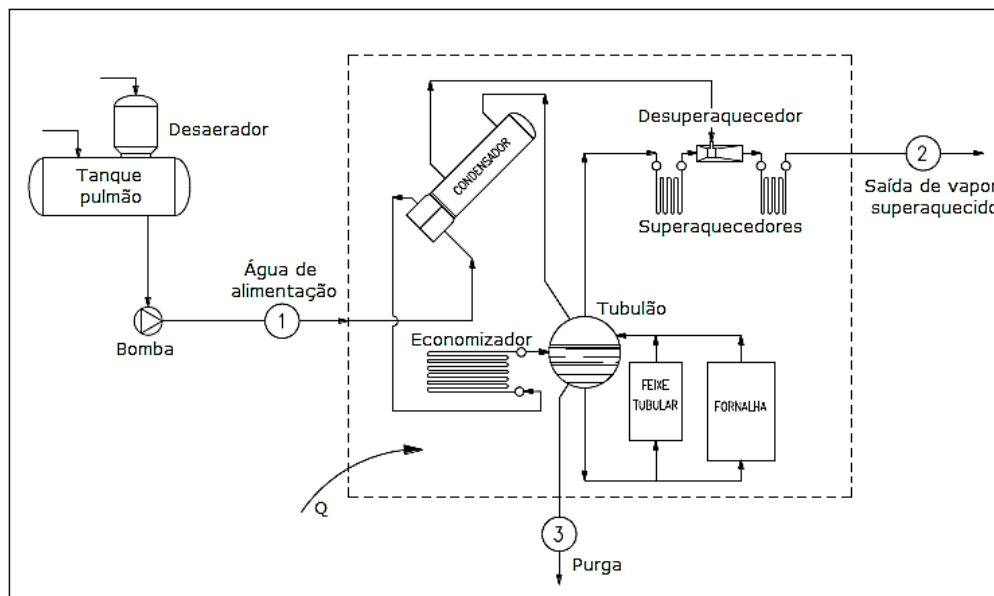 Desaerador
Tanque
pulmão
Bomba
Água de
alimentação
1
CONDENSADOR
Economizador
Q
Desuperaquecedor
Superaquecedores
2
Saída de vapor
superaquecido
Tubulão
FEIXE
TUBULAR
FORNALHA
3
Purga